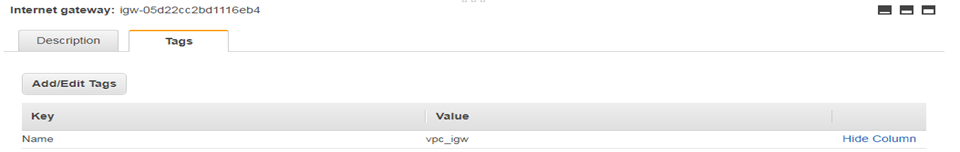 Internet gateway: igw-05d22cc2bd1116eb4
Description Tags
Add/Edit Tags
Key Value
Name vpc_igw Hide Column